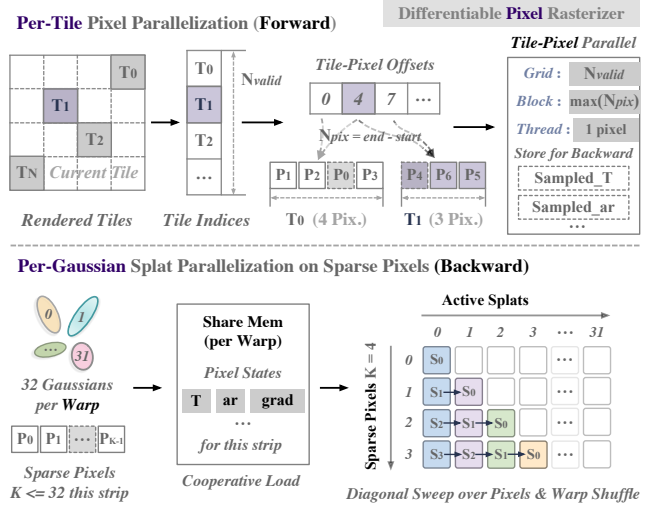 Differentiable Pixel Rasterizer
Per-Tile Pixel Parallelization (Forward)
T0
T1
T2
TN
Current Tile
Rendered Tiles
T0
T1
T2
...
Nvalid
Tile Indices
Tile-Pixel Offsets
0 4 7 ...
Npix = end - start
P1 P2 P0 P3
P4 P6 P5
T0 (4 Pix.)
T1 (3 Pix.)
Tile-Pixel Parallel
Grid : Nvalid
Block : max(Npix)
Thread : 1 pixel
Store for Backward
Sampled_T
Sampled_ar
...
Per-Gaussian Splat Parallelization on Sparse Pixels (Backward)
0
1
...
31
32 Gaussians
per Warp
P0 P1 ... PK-1
Sparse Pixels
K <= 32 this strip
Share Mem
(per Warp)
Pixel States
T ar grad
...
for this strip
Cooperative Load
Active Splats
0 1 2 3 ... 31
Sparse Pixels K = 4
0 S0 ...
1 S1 S0 ...
2 S2 S1 S0 ...
3 S3 S2 S1 S0 ...
Diagonal Sweep over Pixels & Warp Shuffle